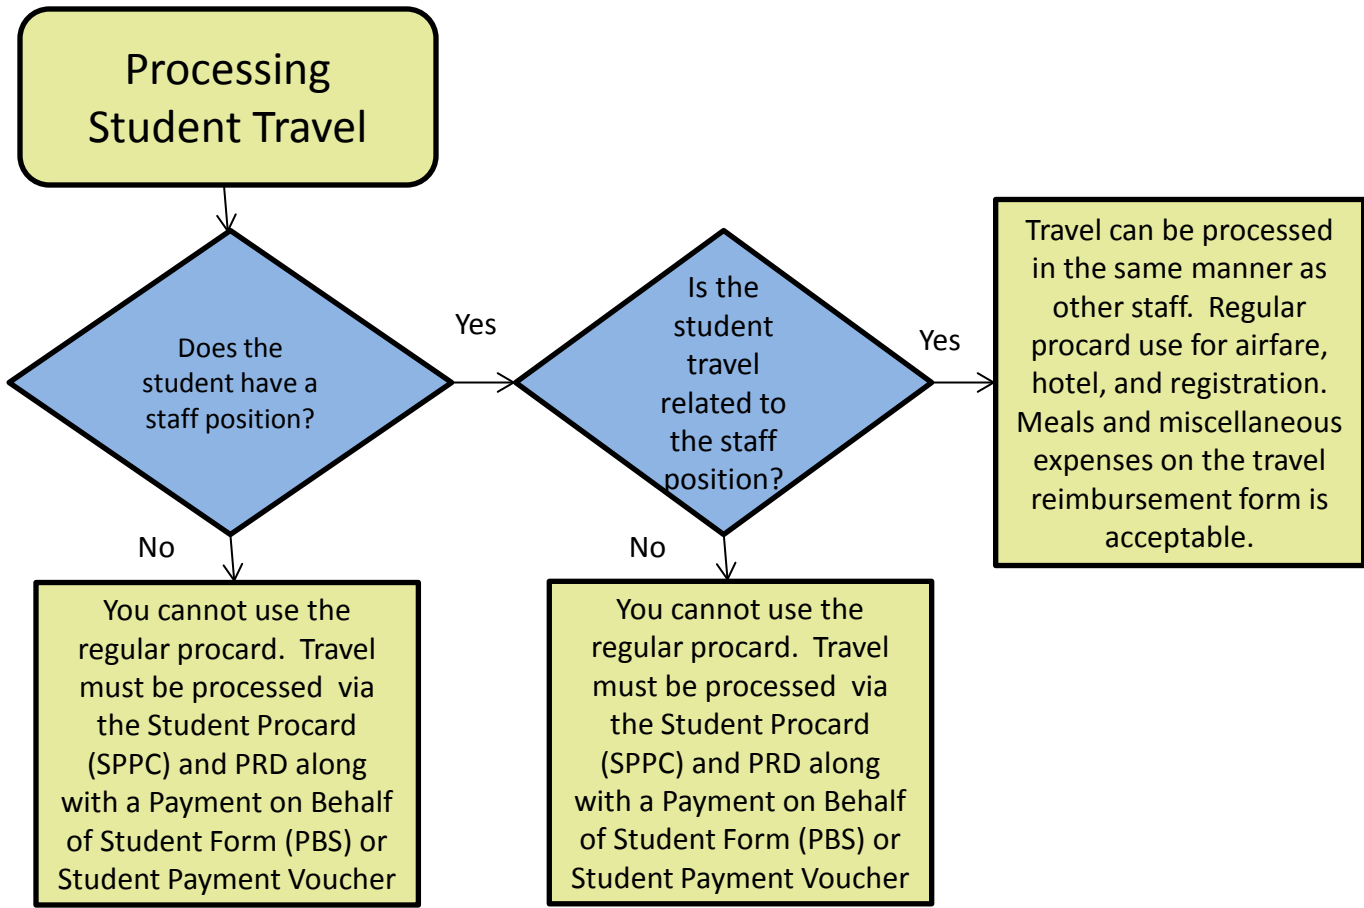 Processing
Student Travel
Does the
student have a
staff position?
Yes
Is the
student
travel
related to
the staff
position?
Yes
Travel can be processed
in the same manner as
other staff.  Regular
procard use for airfare,
hotel, and registration.
Meals and miscellaneous
expenses on the travel
reimbursement form is
acceptable.
No
You cannot use the
regular procard.  Travel
must be processed  via
the Student Procard
(SPPC) and PRD along
with a Payment on Behalf
of Student Form (PBS) or
Student Payment Voucher
No
You cannot use the
regular procard.  Travel
must be processed  via
the Student Procard
(SPPC) and PRD along
with a Payment on Behalf
of Student Form (PBS) or
Student Payment Voucher